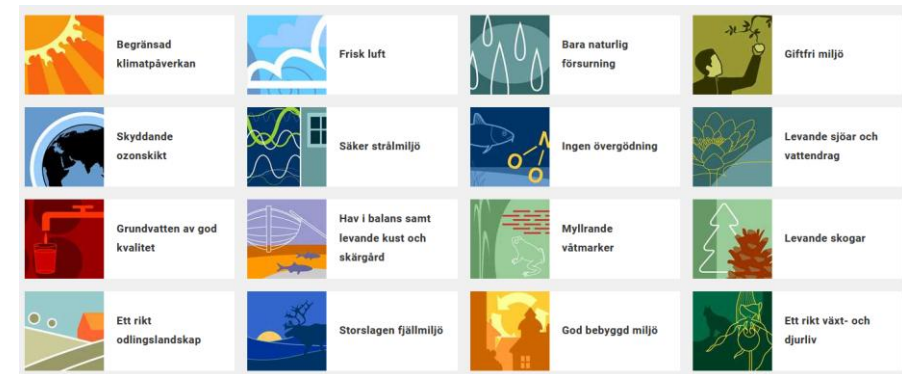 Begränsad
klimatpåverkan
Frisk luft
Bara naturlig
försurning
Giftfri miljö
Skyddande
ozonskikt
Säker strålmiljö
Ingen övergödning
O
N
O
Levande sjöar och
vattendrag
Grundvatten av god
kvalitet
Hav i balans samt
levande kust och
skärgård
Myllrande
våtmarker
Levande skogar
Ett rikt
odlingslandskap
Storslagen fjällmiljö
God bebyggd miljö
Ett rikt växt- och
djurliv